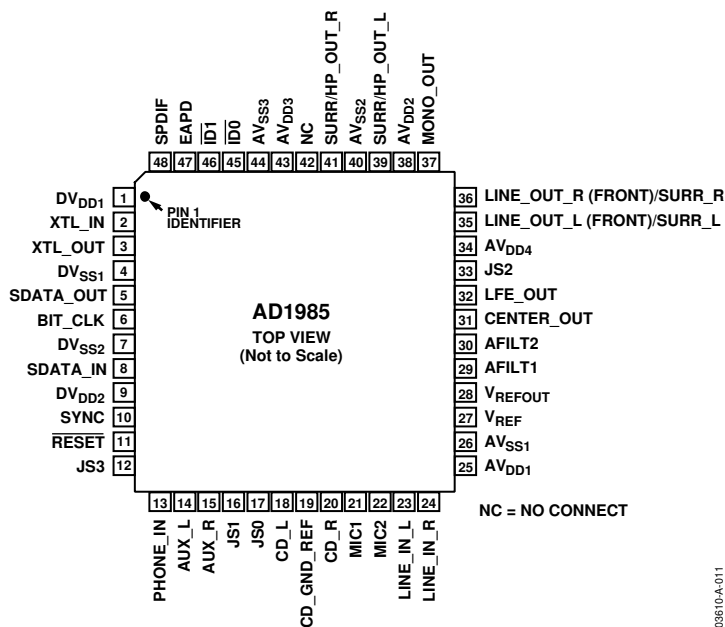 SPDIF
EAPD
ID1
ID0
AVSS3
AVDD3
NC
SURR/HP_OUT_R
AVSS2
SURR/HP_OUT_L
AVDD2
MONO_OUT
48 47 46 45 44 43 42 41 40 39 38 37
DVDD1 1
XTL_IN 2
XTL_OUT 3
DVSS1 4
SDATA_OUT 5
BIT_CLK 6
DVSS2 7
SDATA_IN 8
DVDD2 9
SYNC 10
RESET 11
JS3 12
PIN 1
IDENTIFIER
AD1985
TOP VIEW
(Not to Scale)
36 LINE_OUT_R (FRONT)/SURR_R
35 LINE_OUT_L (FRONT)/SURR_L
34 AVDD4
33 JS2
32 LFE_OUT
31 CENTER_OUT
30 AFILT2
29 AFILT1
28 VREFOUT
27 VREF
26 AVSS1
25 AVDD1
13 14 15 16 17 18 19 20 21 22 23 24
PHONE_IN
AUX_L
AUX_R
JS1
JS0
CD_L
CD_GND_REF
CD_R
MIC1
MIC2
LINE_IN_L
LINE_IN_R
NC = NO CONNECT
03610-A-011